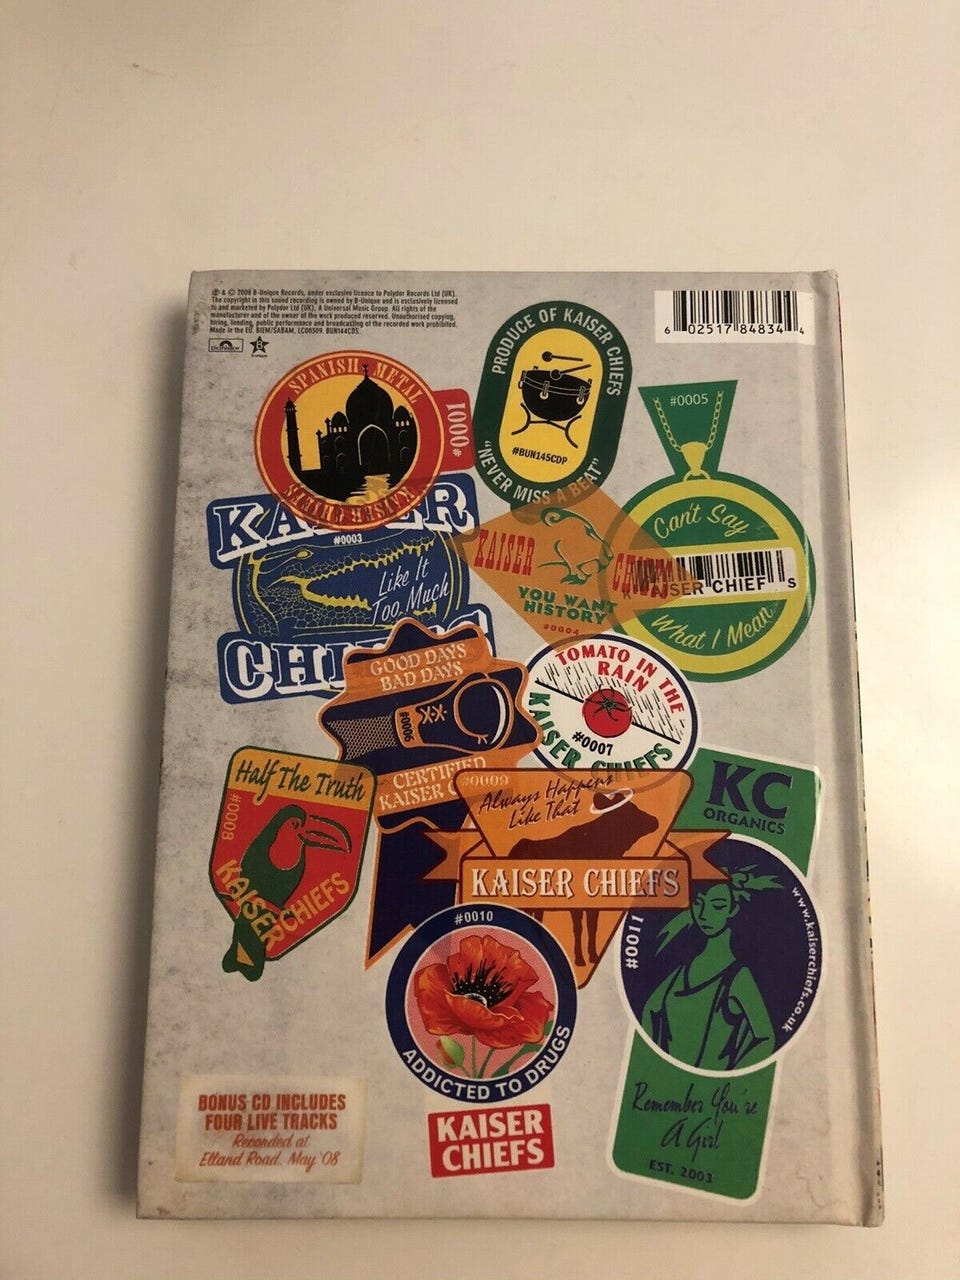 ℗ & © 2008 B-Unique Records, under exclusive licence to Polydor Records Ltd (UK).
The copyright in this sound recording is owned by B-Unique and is exclusively licensed
to and marketed by Polydor Ltd (UK). A Universal Music Group. All rights of the
manufacturer and of the owner of the work produced reserved. Unauthorised copying,
hiring, lending, public performance and broadcasting of the recorded work prohibited.
Made in the EU. BIEM/SABAM. LC00309. BUN144CDS.
Polydor
B
unique
6 02517 84834 4
SPANISH METAL
KAISER CHIEFS
#0001
PRODUCE OF KAISER CHIEFS
#BUN145CDP
"NEVER MISS A BEAT"
#0005
Can't Say
KAISER CHIEFS
What I Mean
KAISER
#0003
Like It
Too Much
CHIEFS
KAISER CHIEFS
YOU WANT
HISTORY
#0004
GOOD DAYS
BAD DAYS
#0006
CERTIFIED
KAISER C
TOMATO IN THE
RAIN
#0007
KAISER CHIEFS
Half The Truth
#0008
KAISER CHIEFS
#0009
Always Happens
Like That
KAISER CHIEFS
KC
ORGANICS
www.kaiserchiefs.co.uk
#0011
Remember You're
A Girl
EST. 2003
#0010
ADDICTED TO DRUGS
KAISER
CHIEFS
BONUS CD INCLUDES
FOUR LIVE TRACKS
Recorded at
Elland Road, May '08